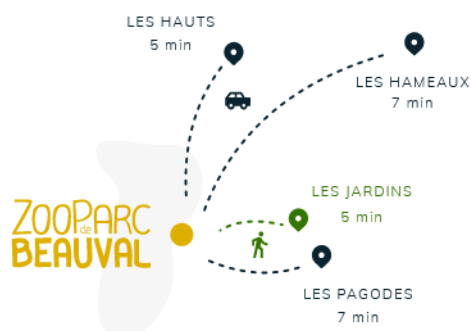 LES HAUTS
5 min
LES HAMEAUX
7 min
LES JARDINS
5 min
ZOOPARC
de
BEAUVAL
LES PAGODES
7 min